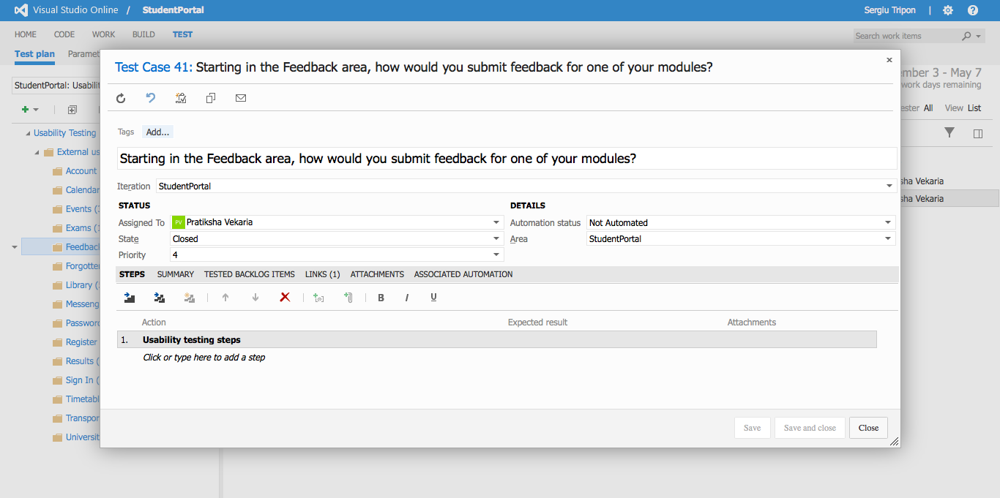 Visual Studio Online / StudentPortal
Sergiu Tripon |
HOME CODE WORK BUILD TEST
Search work items
Test plan Paramet
Test Case 41: Starting in the Feedback area, how would you submit feedback for one of your modules?
ember 3 - May 7
StudentPortal: Usabilit
work days remaining
ester All View List
Tags Add...
Usability Testing
External us
Starting in the Feedback area, how would you submit feedback for one of your modules?
Account
Calendar
Iteration StudentPortal
sha Vekaria
sha Vekaria
STATUS DETAILS
Events (3
Assigned To PV Pratiksha Vekaria Automation status Not Automated
Exams (1
State Closed Area StudentPortal
Feedback
Priority 4
Forgotten
STEPS SUMMARY TESTED BACKLOG ITEMS LINKS (1) ATTACHMENTS ASSOCIATED AUTOMATION
Library (
Messeng
B I U
Password
Action Expected result Attachments
Register
1. Usability testing steps
Results (
Click or type here to add a step
Sign In (
Timetabl
Transpor
Universit
Save Save and close Close